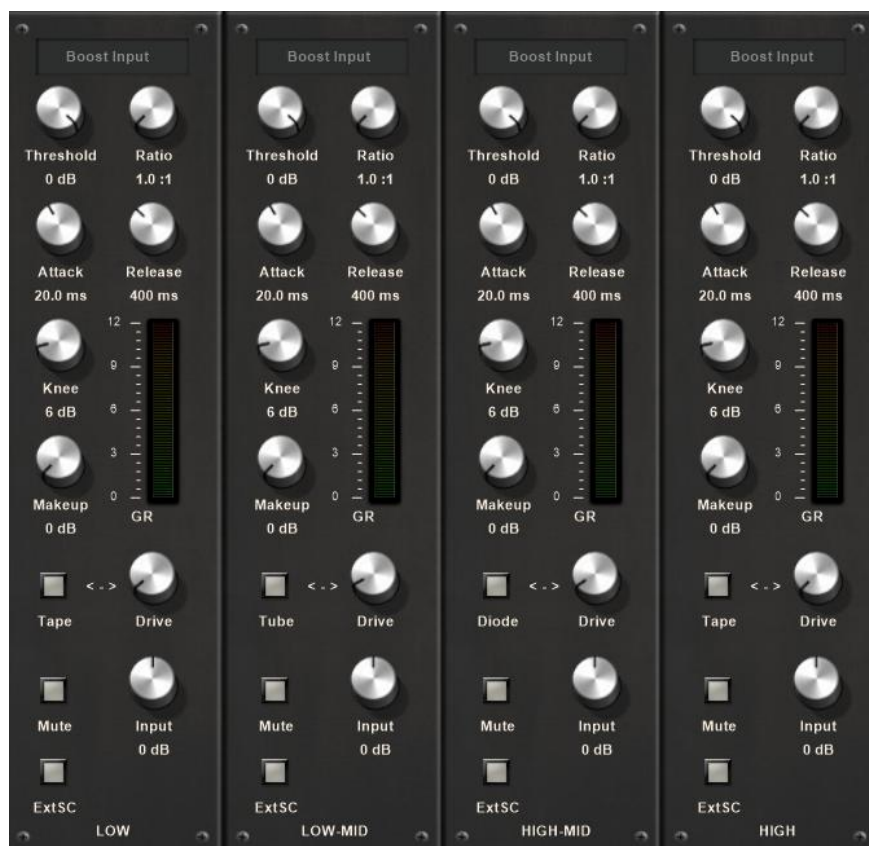 Boost Input Boost Input Boost Input Boost Input
Threshold Ratio Threshold Ratio Threshold Ratio Threshold Ratio
0 dB 1.0 :1 0 dB 1.0 :1 0 dB 1.0 :1 0 dB 1.0 :1
Attack Release Attack Release Attack Release Attack Release
20.0 ms 400 ms 20.0 ms 400 ms 20.0 ms 400 ms 20.0 ms 400 ms
12 12 12 12
9 9 9 9
Knee Knee Knee Knee
6 dB 6 6 dB 6 6 dB 6 6 dB 6
3 3 3 3
0 0 0 0
Makeup Makeup Makeup Makeup
GR GR GR GR
0 dB 0 dB 0 dB 0 dB
< - > < - > < - > < - >
Tape Drive Tube Drive Diode Drive Tape Drive
Mute Input Mute Input Mute Input Mute Input
0 dB 0 dB 0 dB 0 dB
ExtSC ExtSC ExtSC ExtSC
LOW LOW-MID HIGH-MID HIGH